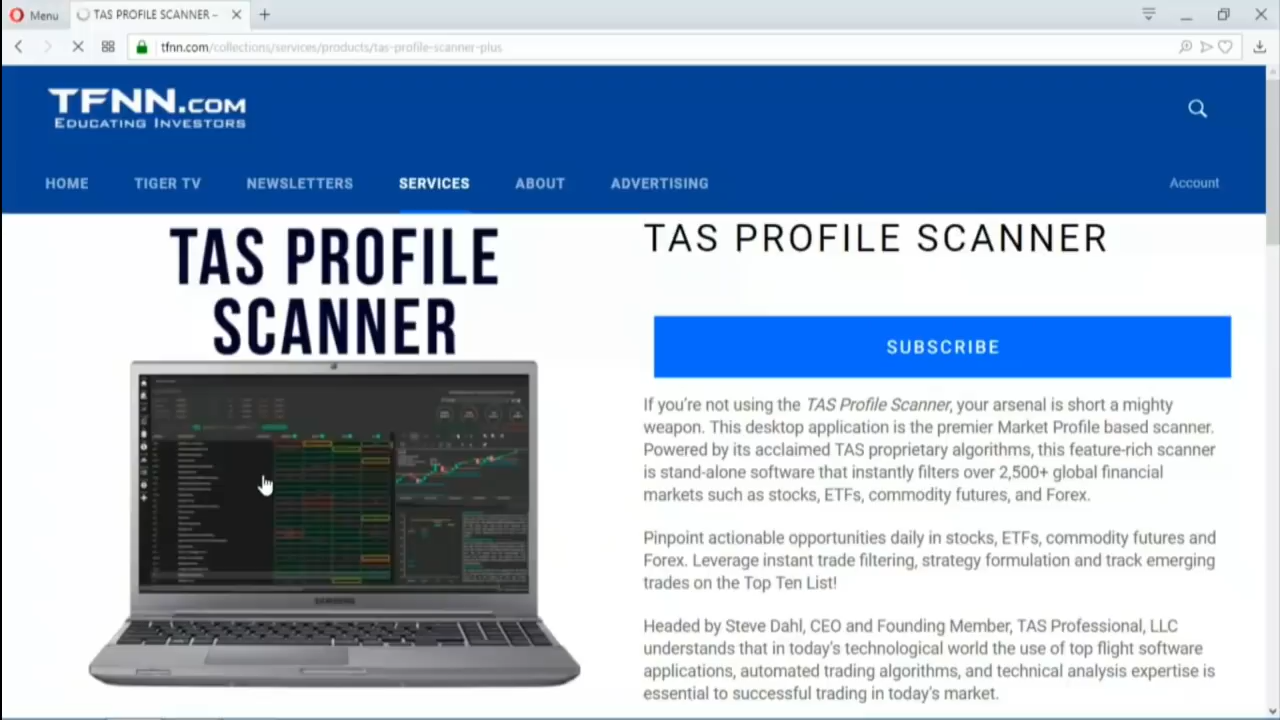 Menu
TAS PROFILE SCANNER –
tfnn.com/collections/services/products/tas-profile-scanner-plus
TFNN.COM
EDUCATING INVESTORS
HOME
TIGER TV
NEWSLETTERS
SERVICES
ABOUT
ADVERTISING
Account
TAS PROFILE
SCANNER
SAMSUNG
TAS PROFILE SCANNER
SUBSCRIBE
If you're not using the TAS Profile Scanner, your arsenal is short a mighty
weapon. This desktop application is the premier Market Profile based scanner.
Powered by its acclaimed TAS proprietary algorithms, this feature-rich scanner
is stand-alone software that instantly filters over 2,500+ global financial
markets such as stocks, ETFs, commodity futures, and Forex.
Pinpoint actionable opportunities daily in stocks, ETFs, commodity futures and
Forex. Leverage instant trade filtering, strategy formulation and track emerging
trades on the Top Ten List!
Headed by Steve Dahl, CEO and Founding Member, TAS Professional, LLC
understands that in today's technological world the use of top flight software
applications, automated trading algorithms, and technical analysis expertise is
essential to successful trading in today's market.